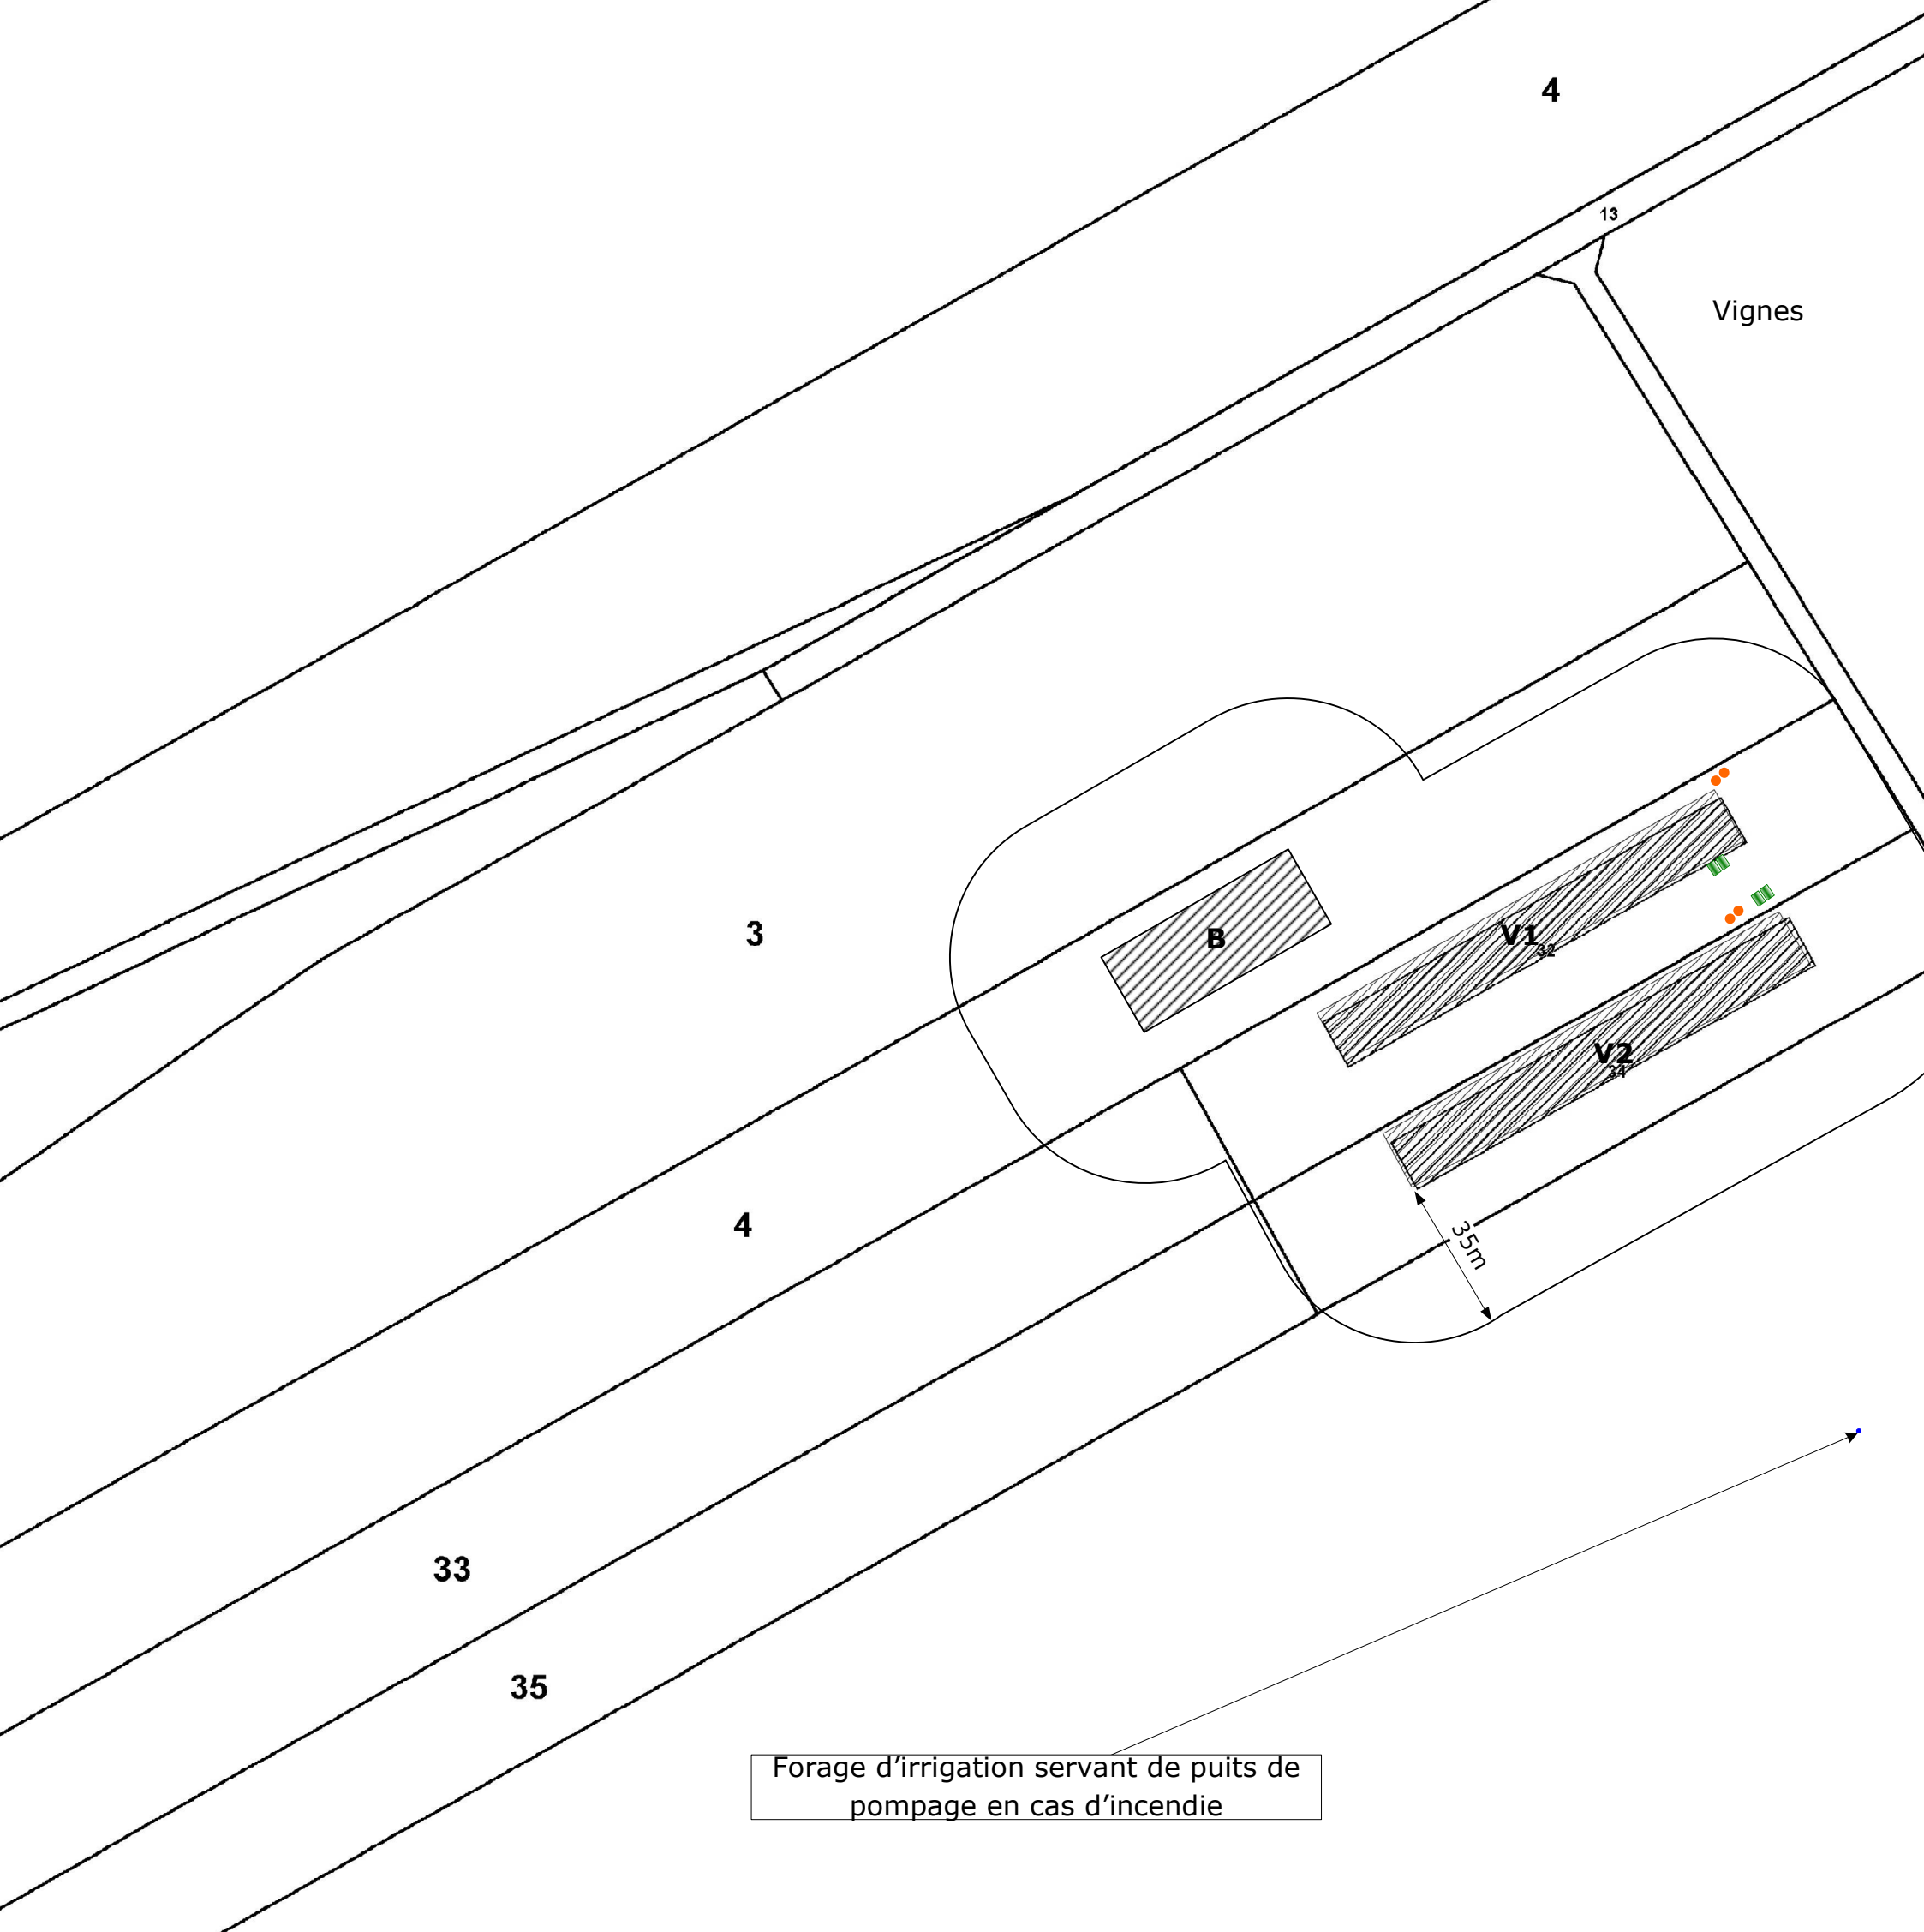 4
13
Vignes
3
B
V1
32
V2
34
4
35m
33
35
Forage d’irrigation servant de puits de
pompage en cas d’incendie